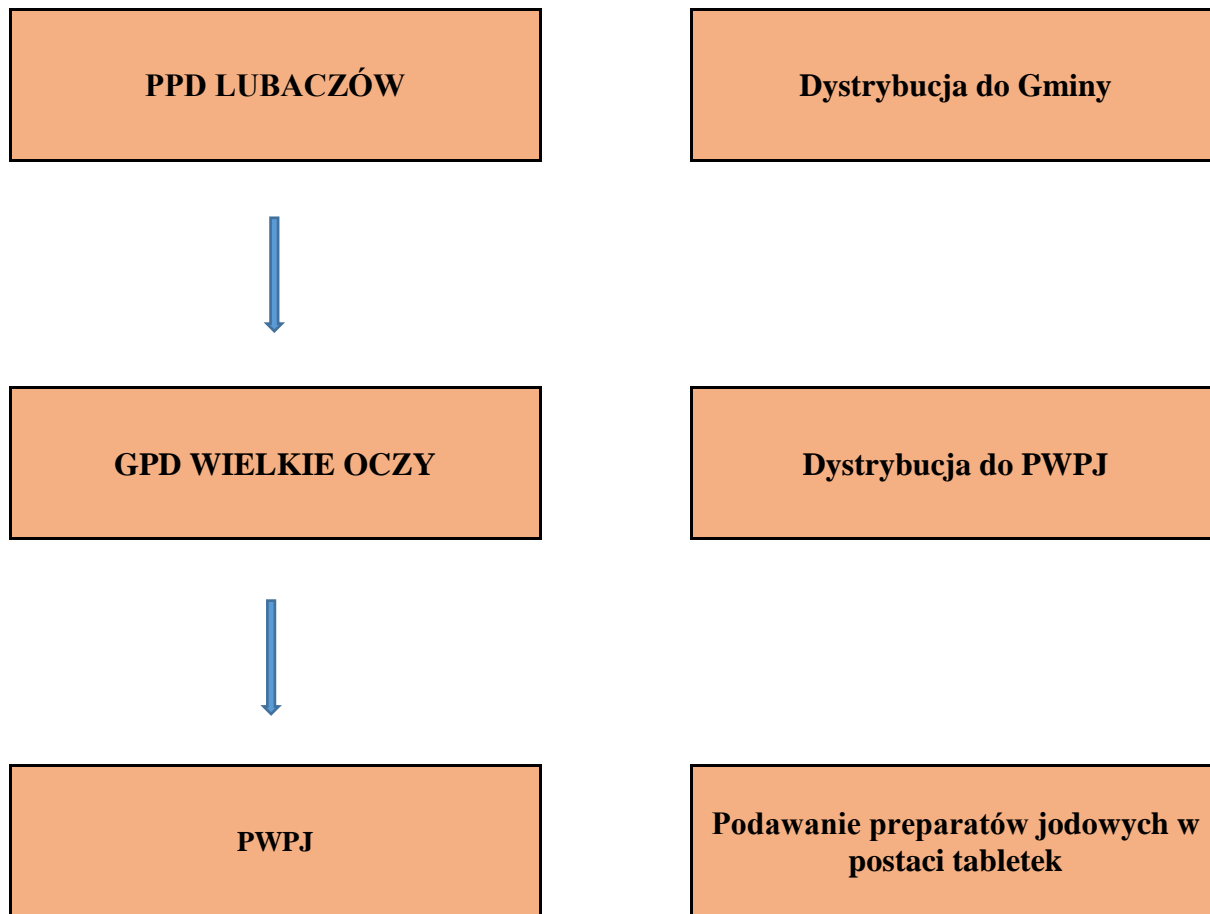 PPD LUBACZÓW
Dystrybucja do Gminy
GPD WIELKIE OCZY
Dystrybucja do PWPJ
PWPJ
Podawanie preparatów jodowych w
postaci tabletek